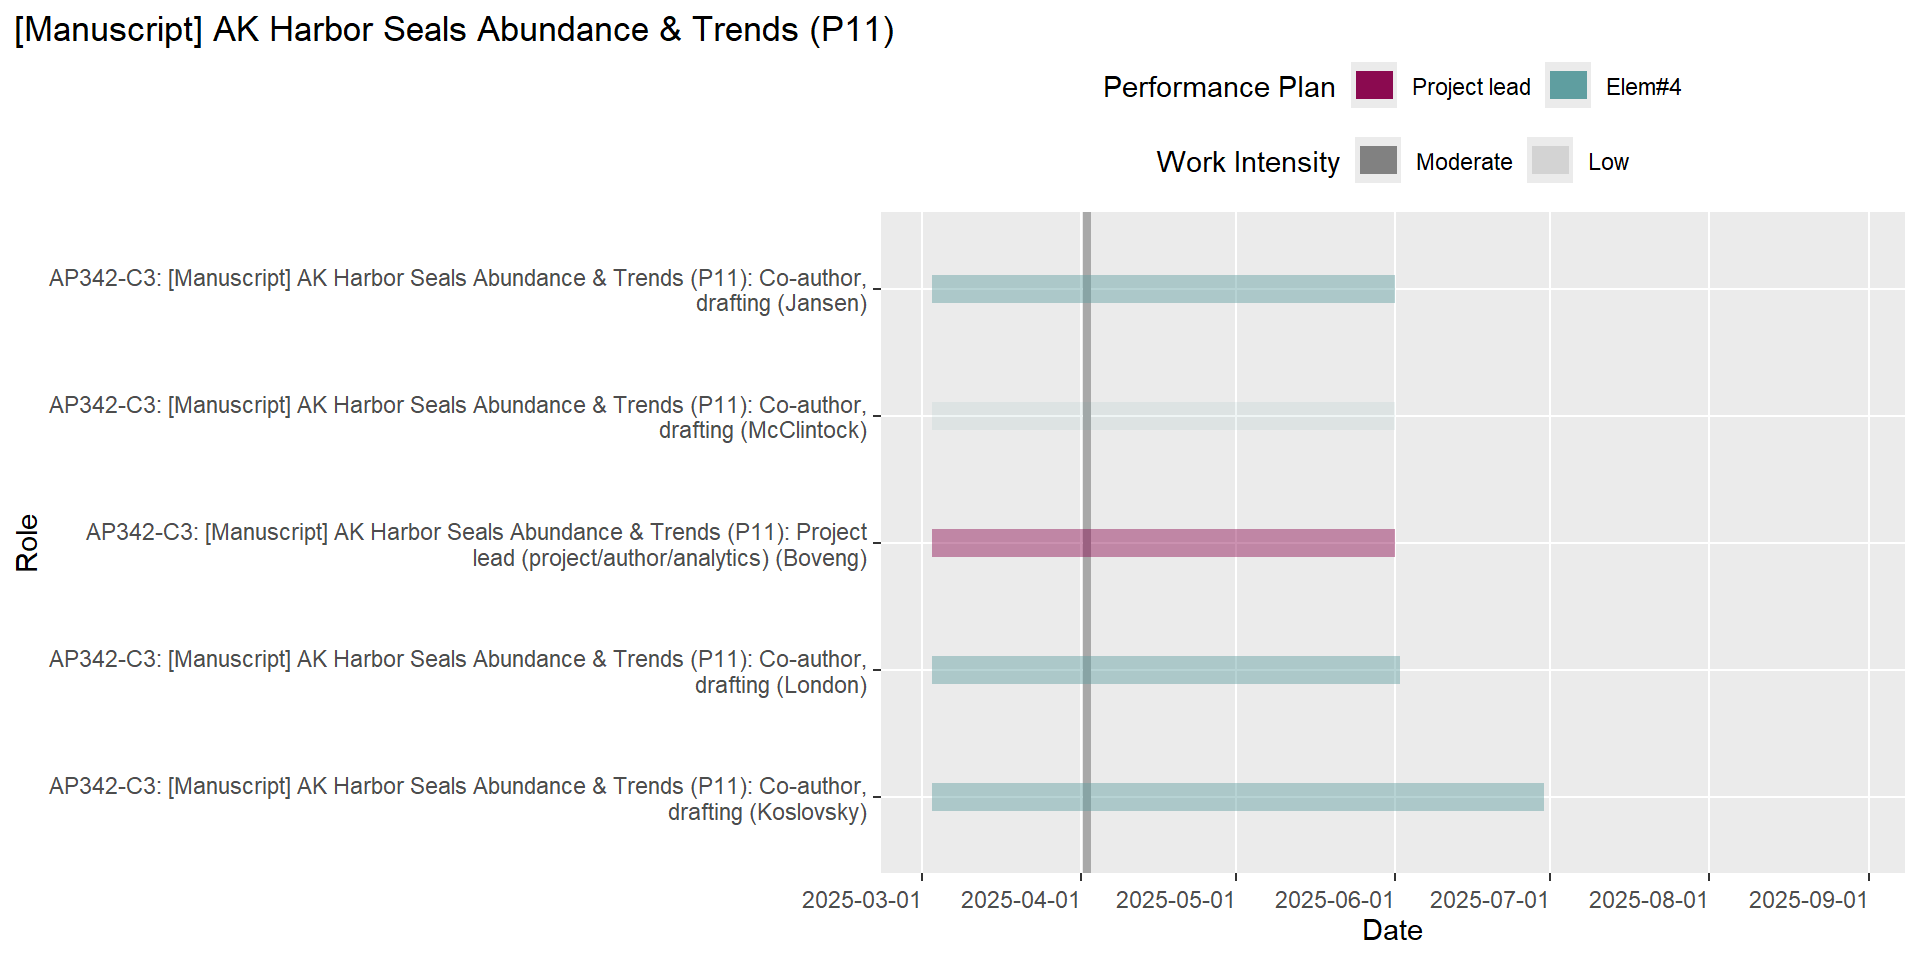 [Manuscript] AK Harbor Seals Abundance & Trends (P11)
Performance Plan Project lead Elem#4
Work Intensity Moderate Low
AP342-C3: [Manuscript] AK Harbor Seals Abundance & Trends (P11): Co-author,
drafting (Jansen)
AP342-C3: [Manuscript] AK Harbor Seals Abundance & Trends (P11): Co-author,
drafting (McClintock)
AP342-C3: [Manuscript] AK Harbor Seals Abundance & Trends (P11): Project
lead (project/author/analytics) (Boveng)
AP342-C3: [Manuscript] AK Harbor Seals Abundance & Trends (P11): Co-author,
drafting (London)
AP342-C3: [Manuscript] AK Harbor Seals Abundance & Trends (P11): Co-author,
drafting (Koslovsky)
Role
2025-03-01 2025-04-01 2025-05-01 2025-06-01 2025-07-01 2025-08-01 2025-09-01
Date